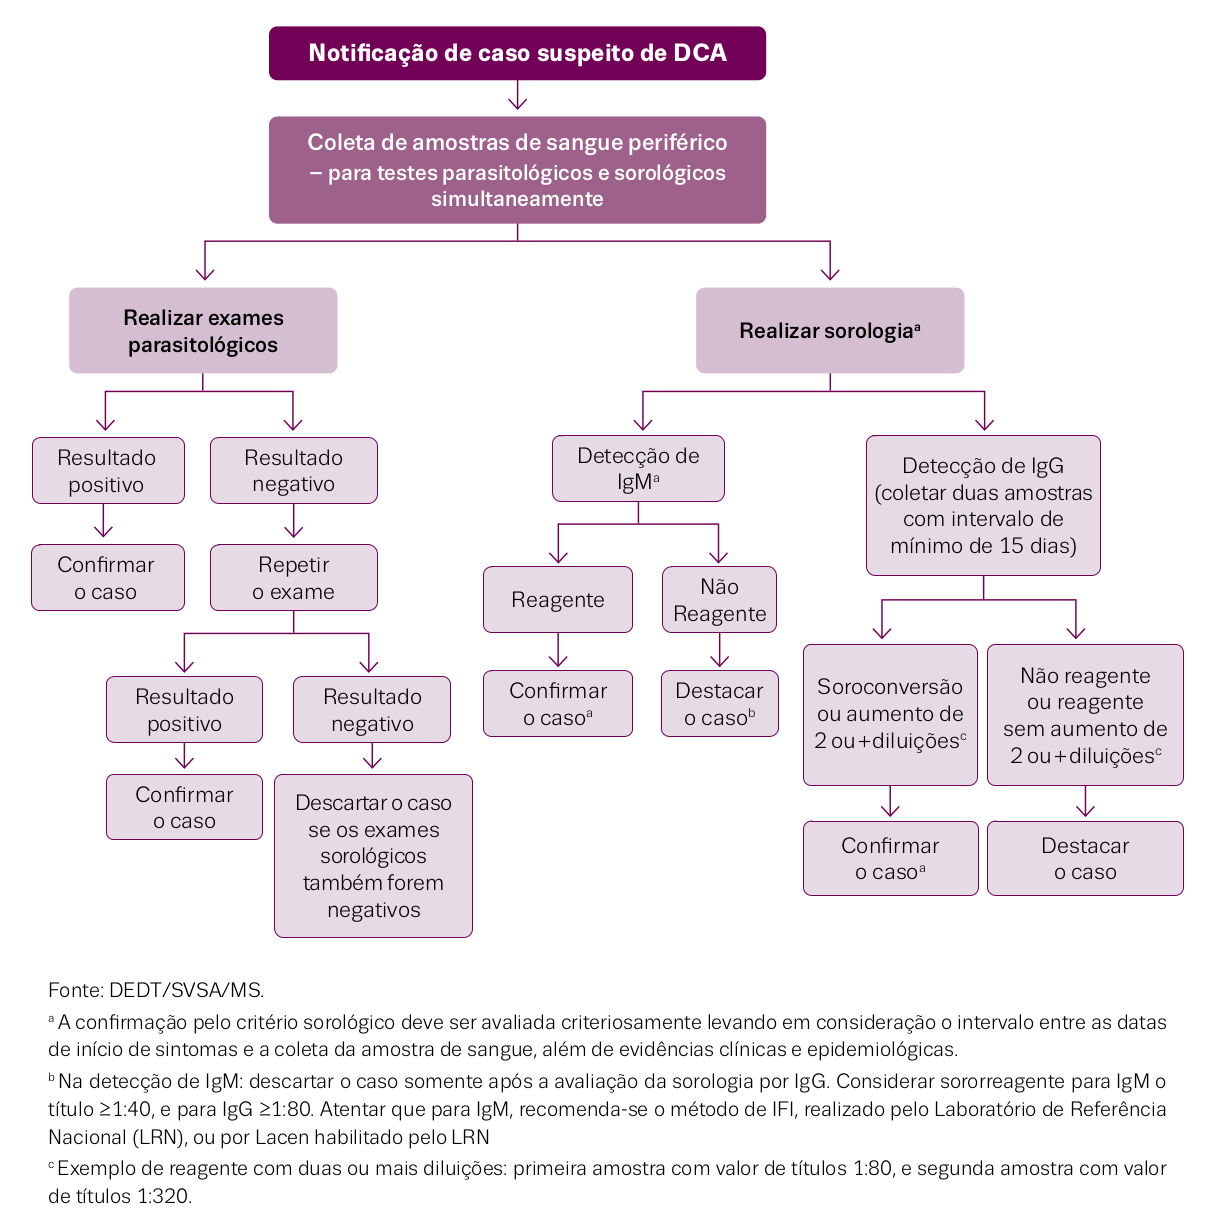 Notificação de caso suspeito de DCA
Coleta de amostras de sangue periférico
– para testes parasitológicos e sorológicos
simultaneamente
Realizar exames
parasitológicos
Realizar sorologiaª
Resultado
positivo
Resultado
negativo
Confirmar
o caso
Repetir
o exame
Resultado
positivo
Resultado
negativo
Confirmar
o caso
Descartar o caso
se os exames
sorológicos
também forem
negativos
Detecção de
IgMª
Reagente
Não
Reagente
Confirmar
o casoª
Destacar
o casoᵇ
Detecção de IgG
(coletar duas amostras
com intervalo de
mínimo de 15 dias)
Soroconversão
ou aumento de
2 ou+diluiçõesᶜ
Não reagente
ou reagente
sem aumento de
2 ou+diluiçõesᶜ
Confirmar
o casoª
Destacar
o caso
Fonte: DEDT/SVSA/MS.
ª A confirmação pelo critério sorológico deve ser avaliada criteriosamente levando em consideração o intervalo entre as datas
de início de sintomas e a coleta da amostra de sangue, além de evidências clínicas e epidemiológicas.
ᵇ Na detecção de IgM: descartar o caso somente após a avaliação da sorologia por IgG. Considerar sororreagente para IgM o
título ≥1:40, e para IgG ≥1:80. Atentar que para IgM, recomenda-se o método de IFI, realizado pelo Laboratório de Referência
Nacional (LRN), ou por Lacen habilitado pelo LRN
ᶜ Exemplo de reagente com duas ou mais diluições: primeira amostra com valor de títulos 1:80, e segunda amostra com valor
de títulos 1:320.